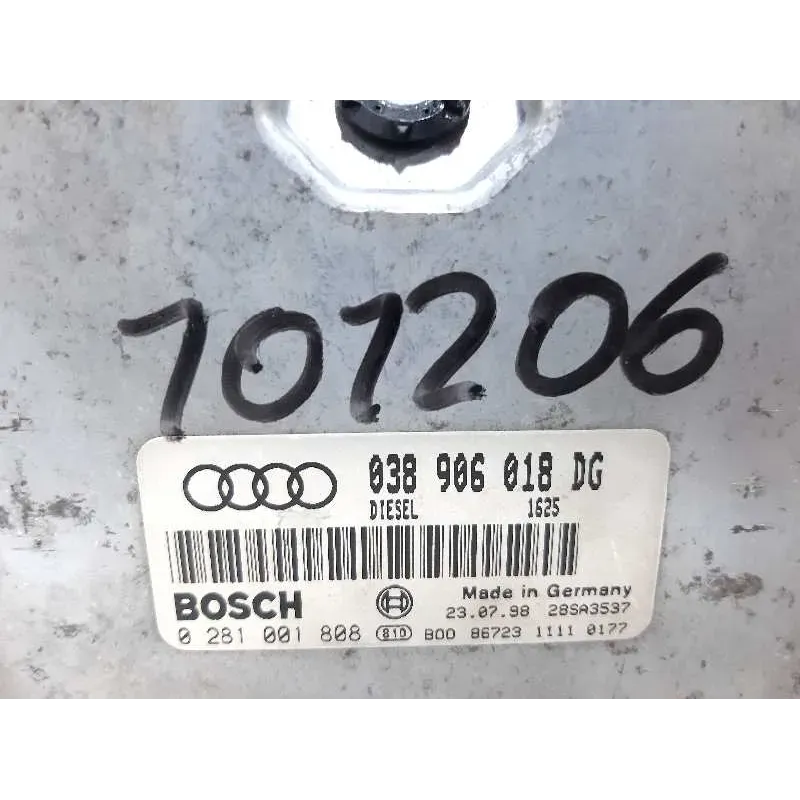 101206
038 906 018 DG
DIESEL 1625
BOSCH Made in Germany
23.07.98 28SA3537
0 281 001 808 810 B00 86723 1111 0177